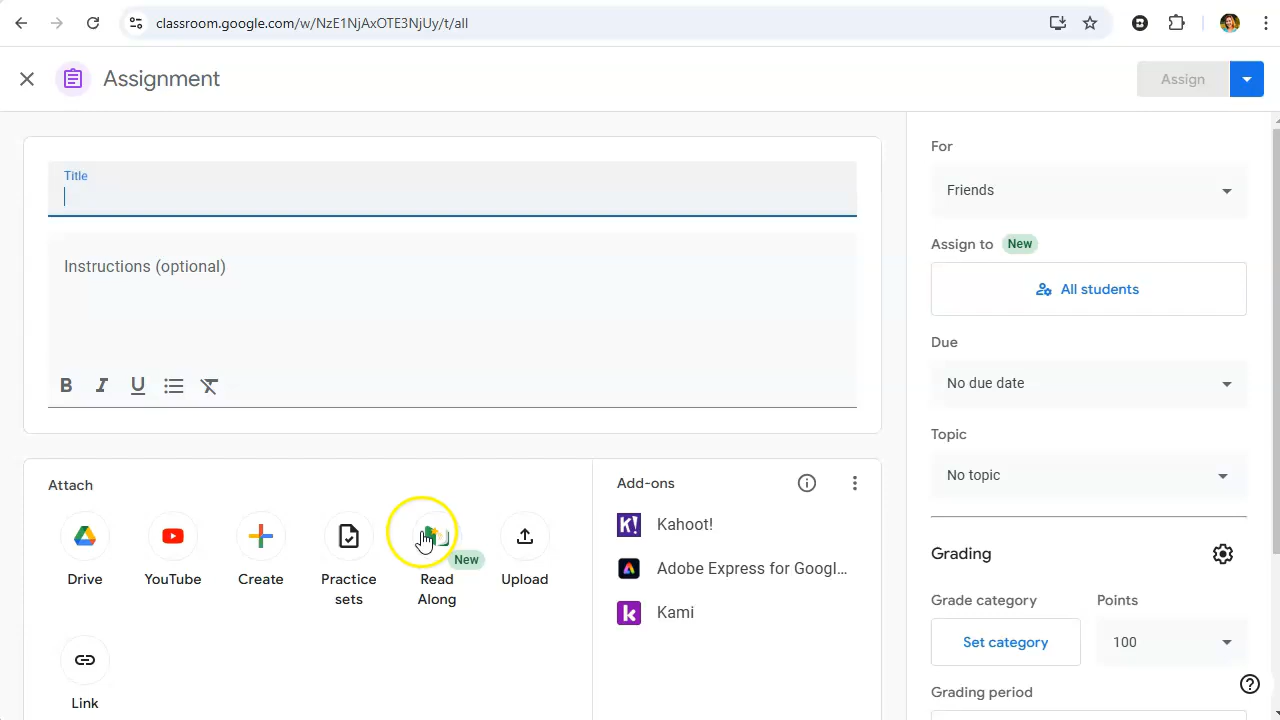 classroom.google.com/w/NzE1NjAxOTE3NjUy/t/all
Assignment
Assign
Title
Instructions (optional)
B I U
For
Friends
Assign to New
All students
Due
No due date
Topic
No topic
Grading
Grade category
Points
Set category
100
Grading period
Attach
Drive
YouTube
Create
Practice sets
Read Along
New
Upload
Link
Add-ons
K!
Kahoot!
Adobe Express for Googl...
k
Kami